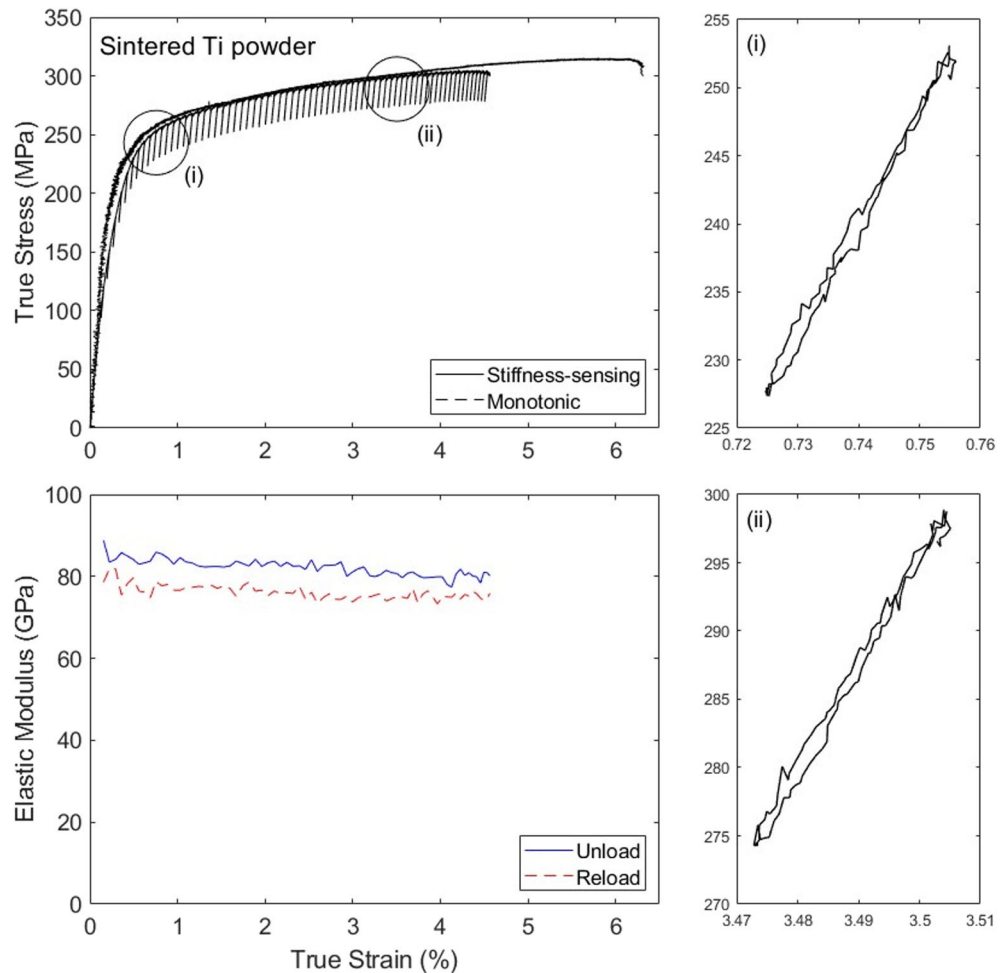 Sintered Ti powder
True Stress (MPa)
350
300
250
200
150
100
50
0
(i)
(ii)
Stiffness-sensing
Monotonic
0 1 2 3 4 5 6
(i)
255
250
245
240
235
230
225
0.72 0.73 0.74 0.75 0.76
Elastic Modulus (GPa)
100
80
60
40
20
0
Unload
Reload
0 1 2 3 4 5 6
True Strain (%)
(ii)
300
295
290
285
280
275
270
3.47 3.48 3.49 3.5 3.51